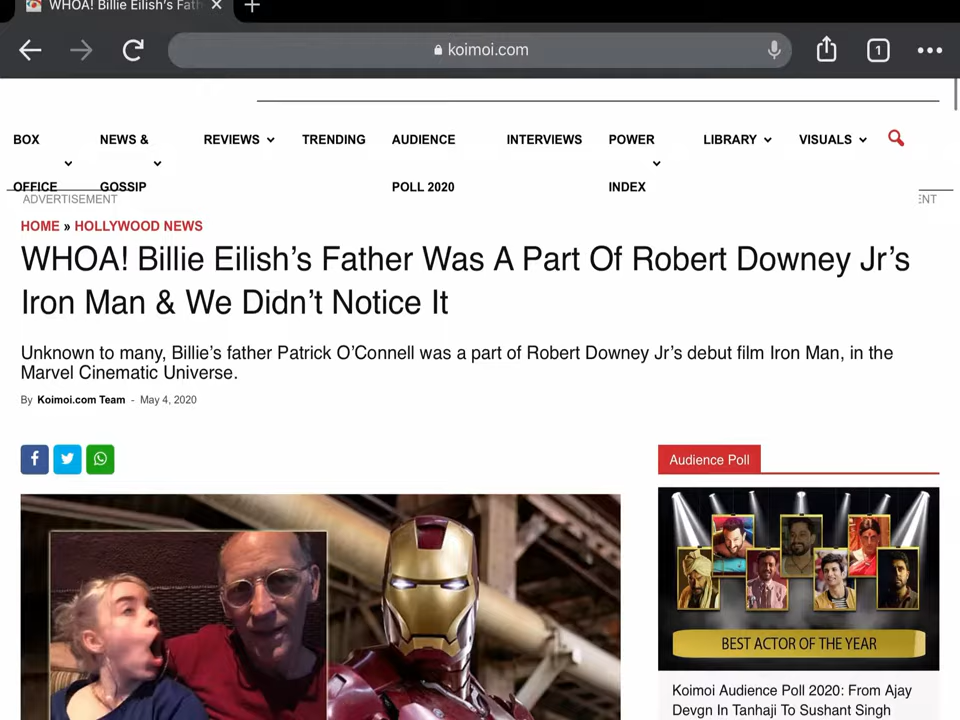 WHOA! Billie Eilish's Fath
koimoi.com
1
BOX OFFICE
NEWS & GOSSIP
REVIEWS
TRENDING
AUDIENCE POLL 2020
INTERVIEWS
POWER INDEX
LIBRARY
VISUALS
ADVERTISEMENT
ENT
HOME » HOLLYWOOD NEWS
WHOA! Billie Eilish's Father Was A Part Of Robert Downey Jr's
Iron Man & We Didn't Notice It
Unknown to many, Billie's father Patrick O'Connell was a part of Robert Downey Jr's debut film Iron Man, in the
Marvel Cinematic Universe.
By Koimoi.com Team - May 4, 2020
Audience Poll
BEST ACTOR OF THE YEAR
Koimoi Audience Poll 2020: From Ajay
Devgn In Tanhaji To Sushant Singh